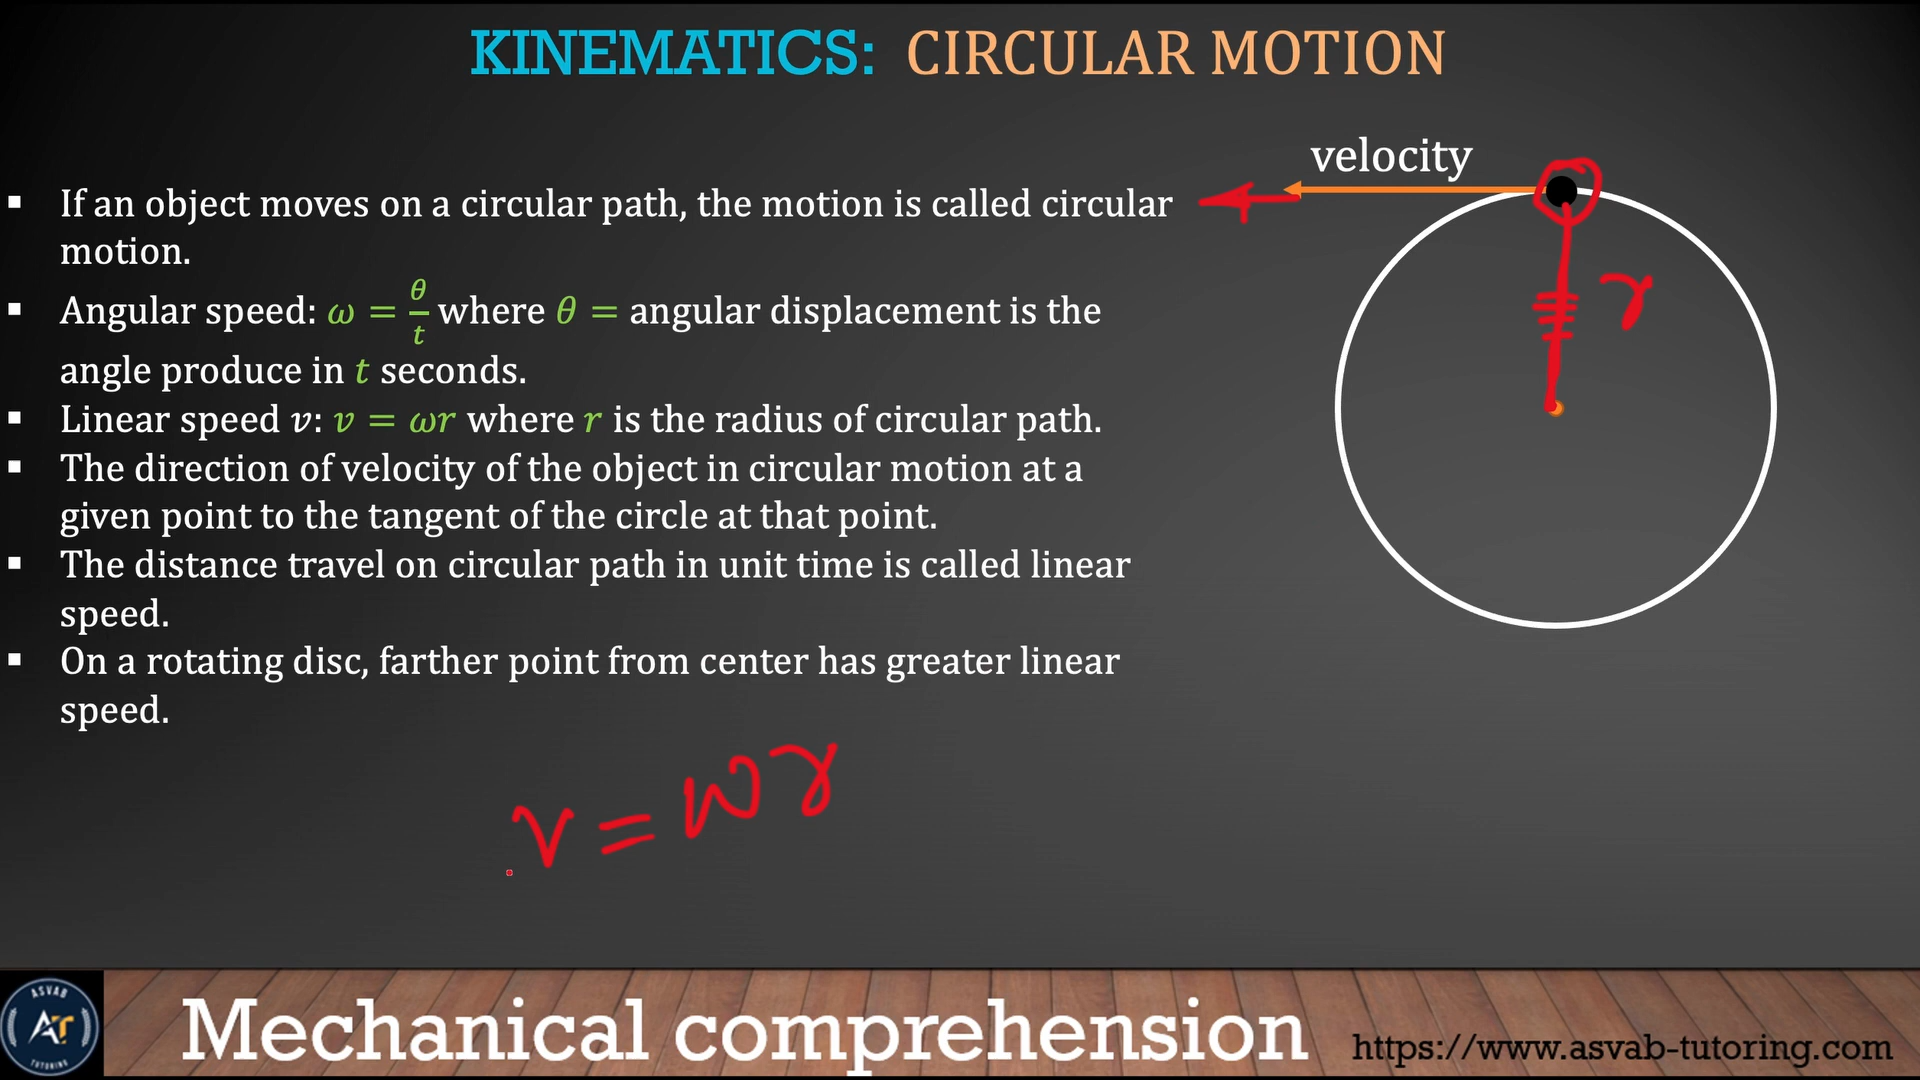 KINEMATICS: CIRCULAR MOTION
velocity
▪ If an object moves on a circular path, the motion is called circular
motion.
▪ Angular speed: ω = θ/t where θ = angular displacement is the
angle produce in t seconds.
▪ Linear speed v: v = ωr where r is the radius of circular path.
▪ The direction of velocity of the object in circular motion at a
given point to the tangent of the circle at that point.
▪ The distance travel on circular path in unit time is called linear
speed.
▪ On a rotating disc, farther point from center has greater linear
speed.
r
v = ωr
ASVAB
AT
TUTORING
Mechanical comprehension
https://www.asvab-tutoring.com